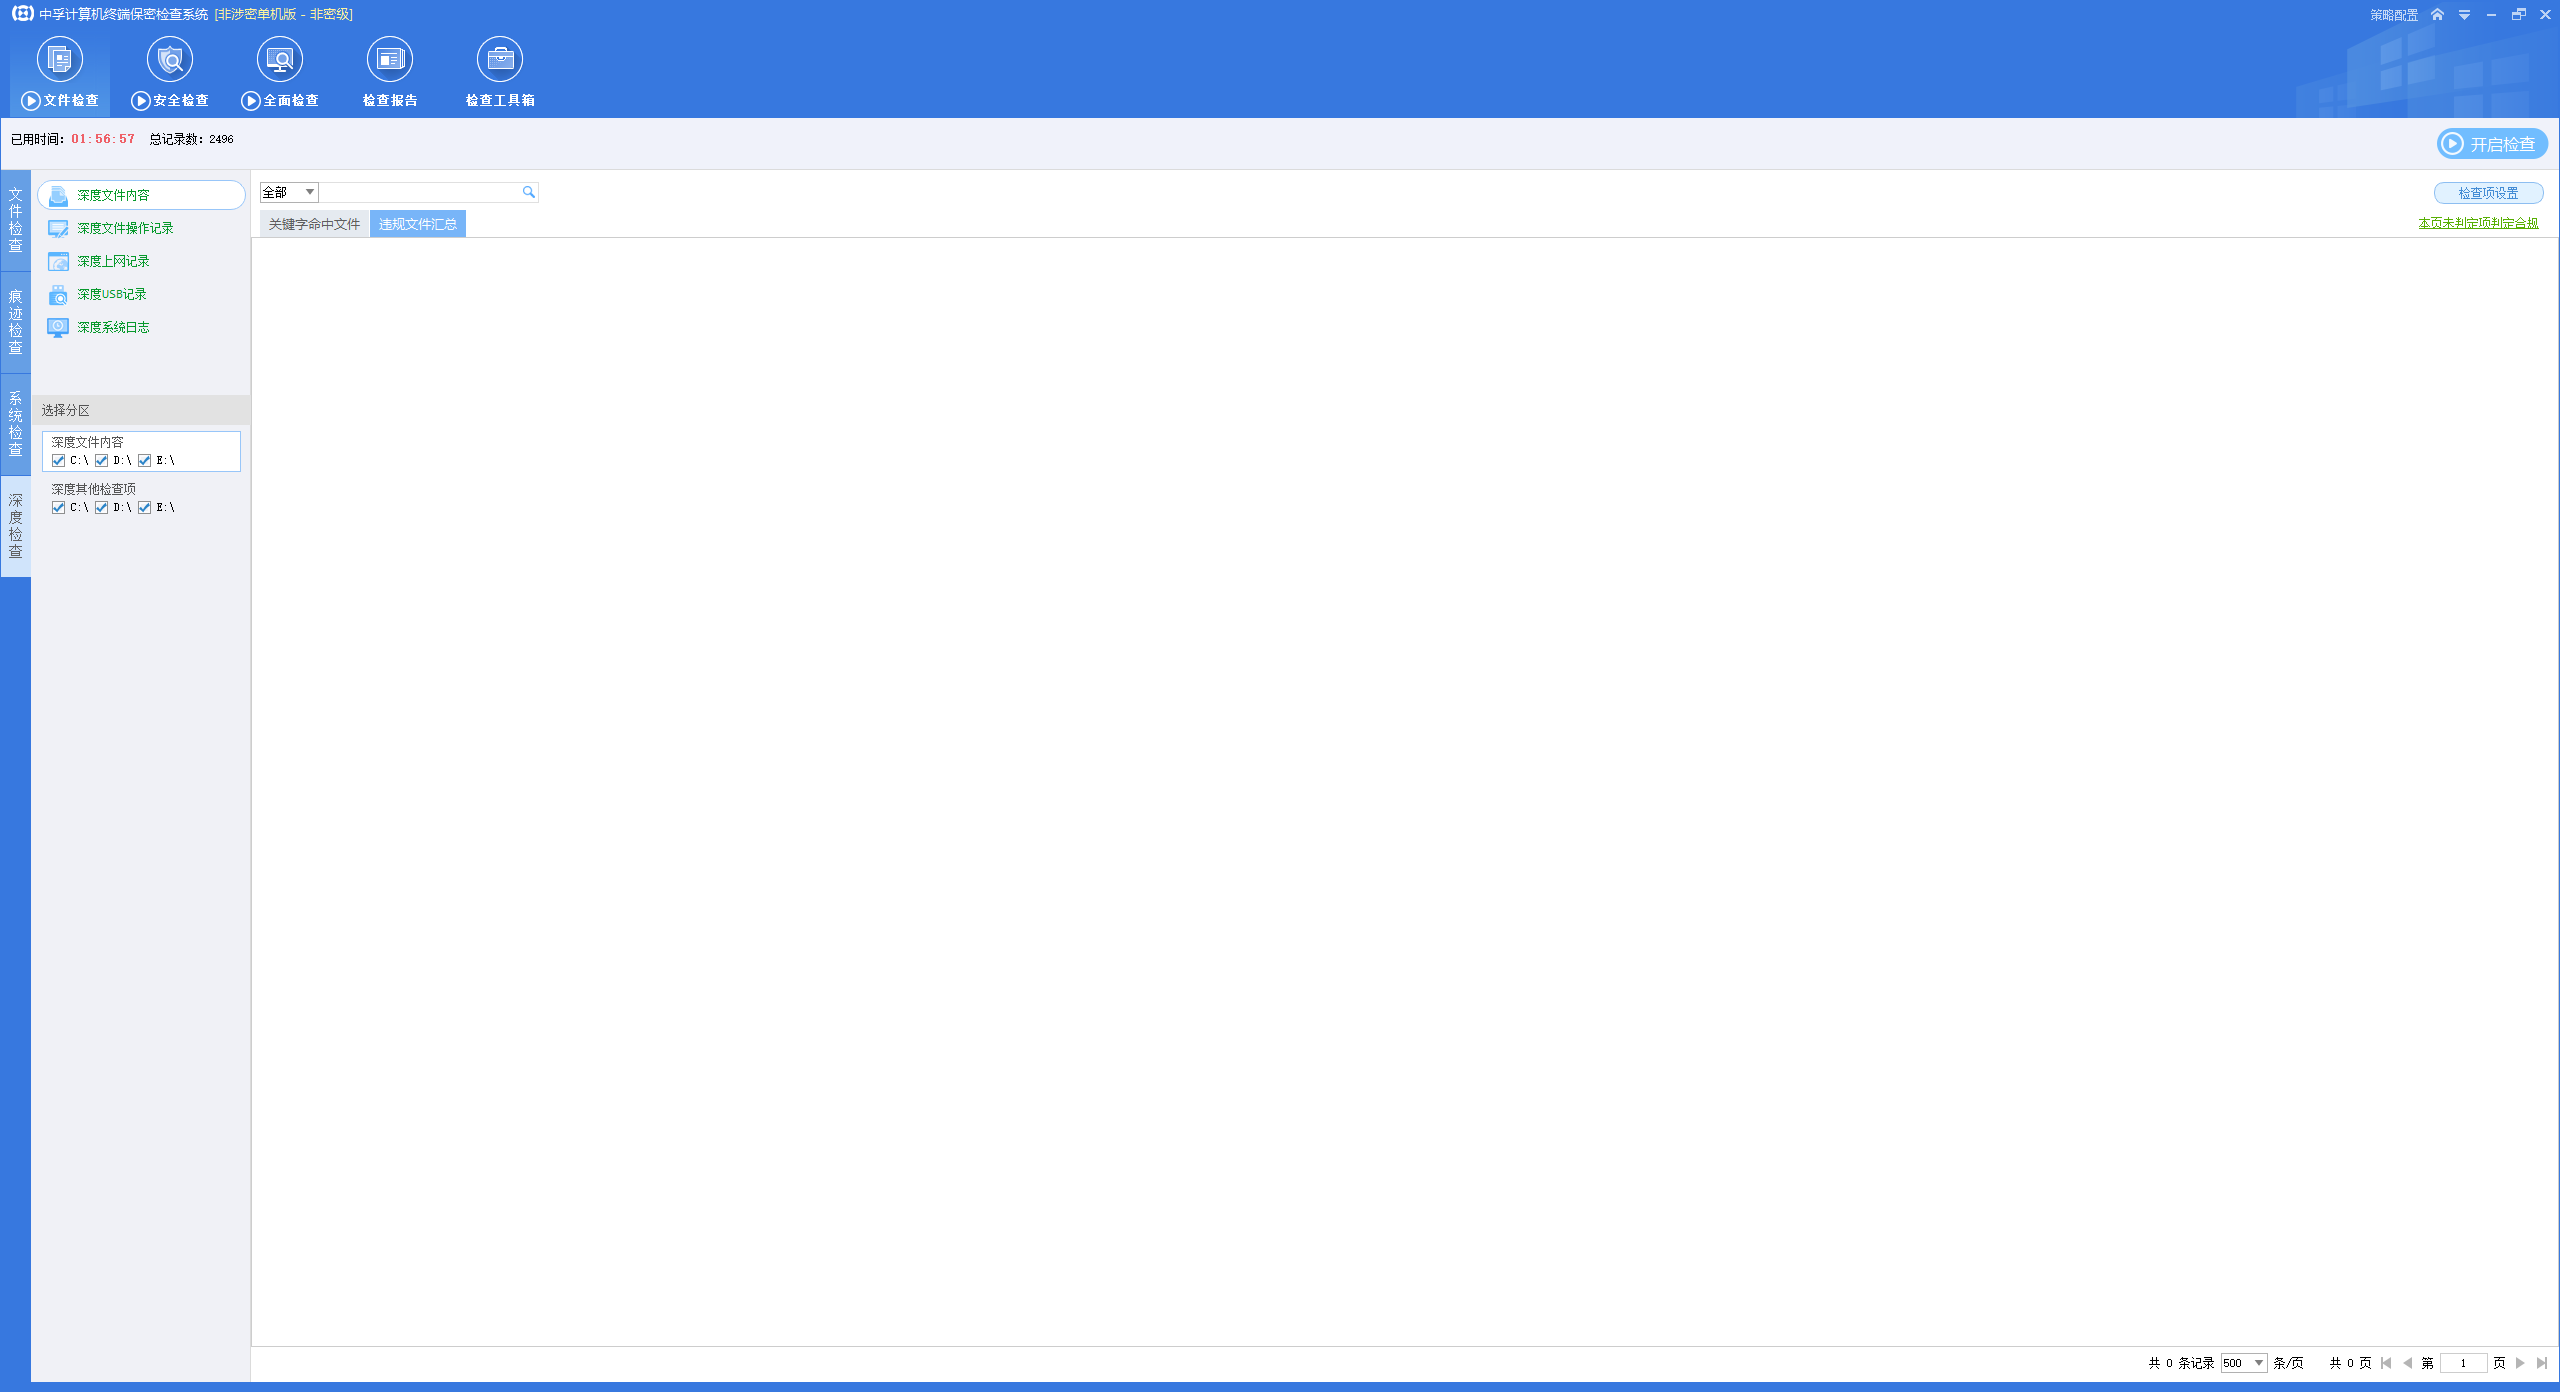 中孚计算机终端保密检查系统 [非涉密单机版 - 非密级]
策略配置
文件检查
安全检查
全面检查
检查报告
检查工具箱
已用时间: 01:56:57 总记录数: 2496
开启检查
文件检查
痕迹检查
系统检查
深度检查
深度文件内容
深度文件操作记录
深度上网记录
深度USB记录
深度系统日志
选择分区
深度文件内容
C:\ D:\ E:\
深度其他检查项
C:\ D:\ E:\
全部
检查项设置
关键字命中文件 违规文件汇总
本页未判定项判定合规
共 0 条记录 500 条/页 共 0 页 第 1 页